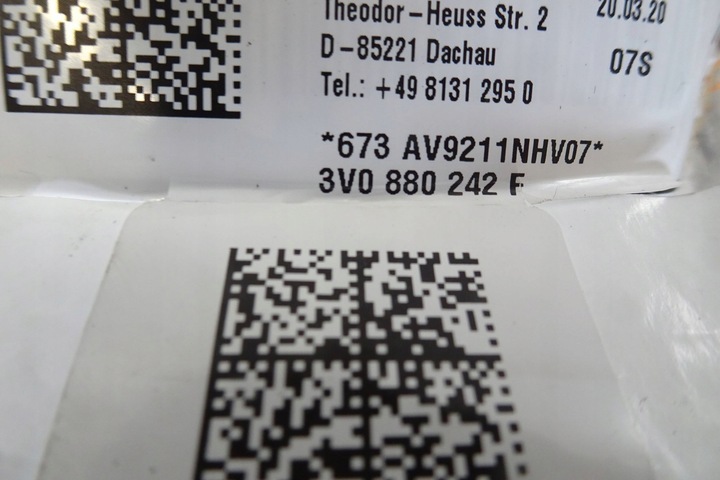 Theodor-Heuss Str. 2
20.03.20
D-85221 Dachau
07S
Tel.: +49 8131 295 0
*673 AV9211NHV07*
3V0 880 242